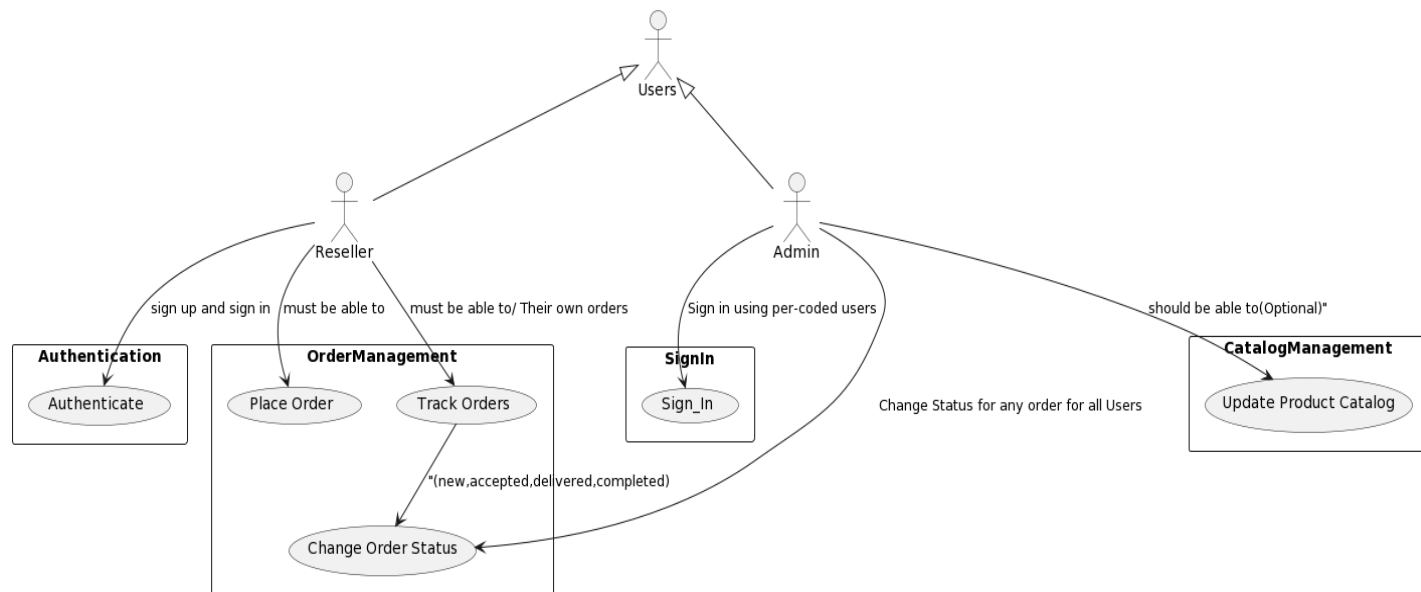 Users
Reseller
Admin
sign up and sign in
must be able to
must be able to/ Their own orders
Sign in using per-coded users
should be able to(Optional)"
Authentication
OrderManagement
SignIn
CatalogManagement
Authenticate
Place Order
Track Orders
Sign_In
Change Status for any order for all Users
Update Product Catalog
"(new,accepted,delivered,completed)
Change Order Status